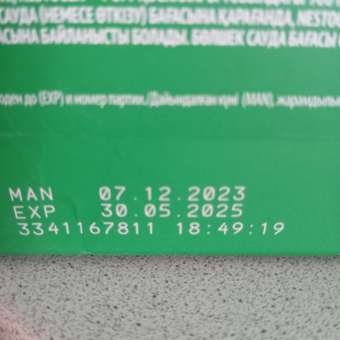 САУДА (НЕМЕСЕ ӨТКІЗУ) БАҒАСЫНА ҚАРАҒАНДА, NESTO
АСЫНА БАЙЛАНЫСТЫ БОЛАДЫ. БӨЛШЕК САУДА БАҒАСЫ
оден до (EXP) и номер партии./Дайындалған күні (MAN), жарамдылы
MAN 07.12.2023
EXP 30.05.2025
3341167811 18:49:19